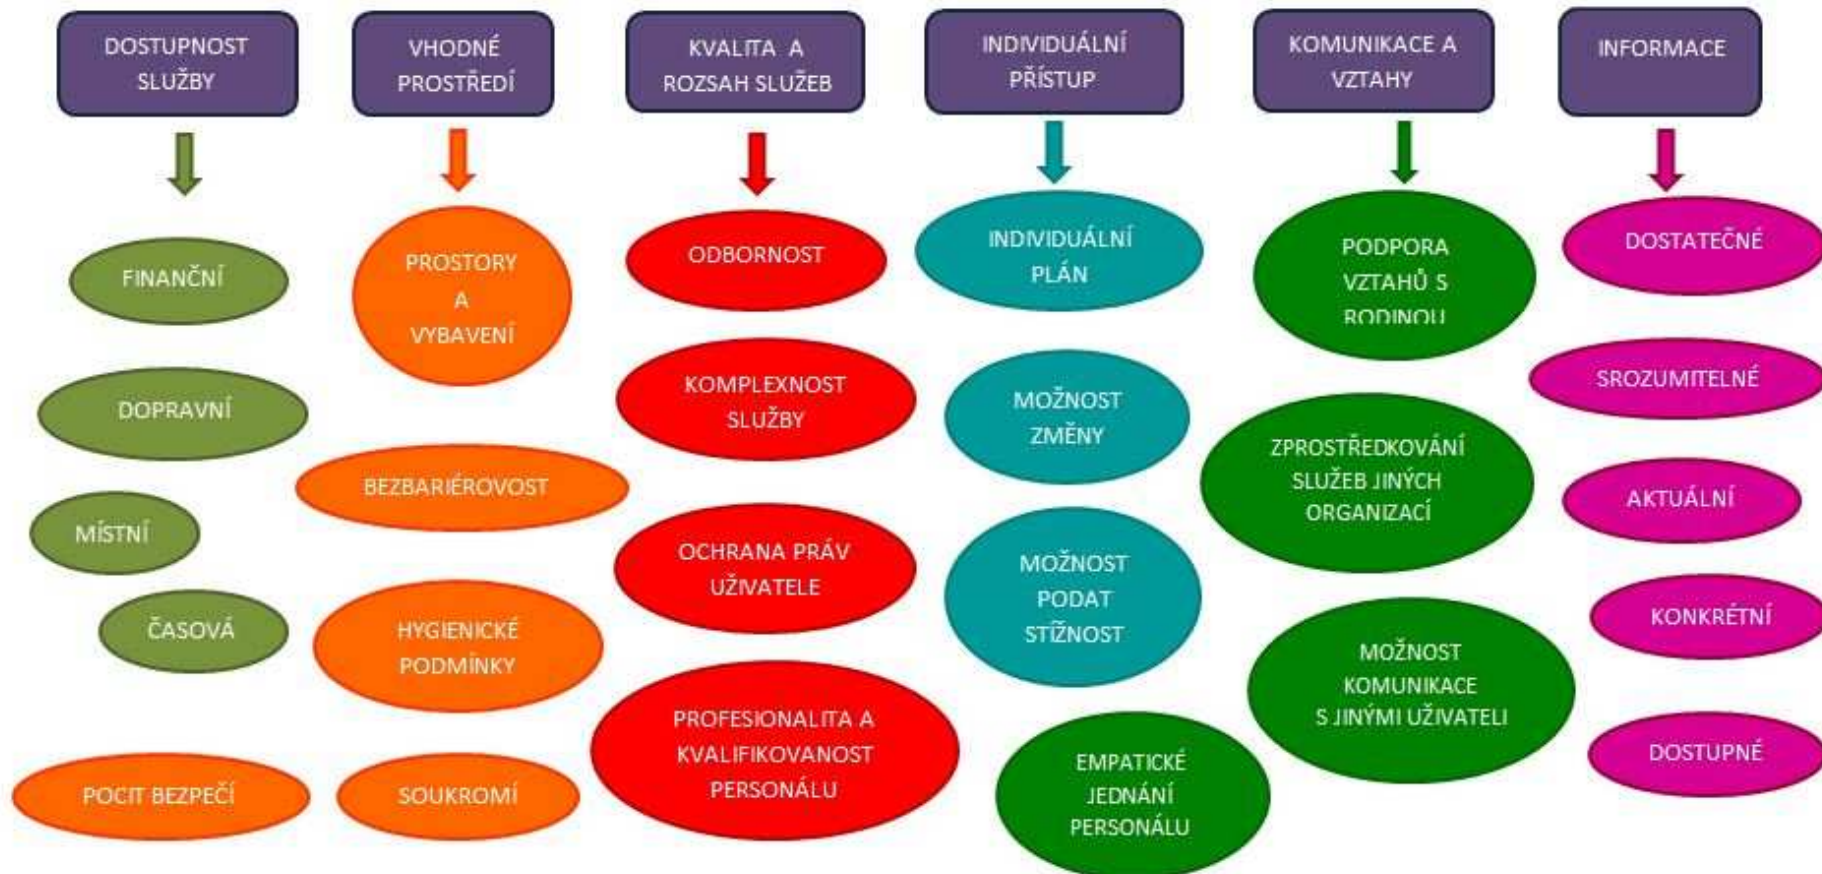 DOSTUPNOST
SLUŽBY
FINANČNÍ
DOPRAVNÍ
MÍSTNÍ
ČASOVÁ
VHODNÉ
PROSTŘEDÍ
PROSTORY
A
VYBAVENÍ
BEZBARIÉROVOST
HYGIENICKÉ
PODMÍNKY
POCIT BEZPEČÍ
SOUKROMÍ
KVALITA A
ROZSAH SLUŽEB
ODBORNOST
KOMPLEXNOST
SLUŽBY
OCHRANA PRÁV
UŽIVATELE
PROFESIONALITA A
KVALIFIKOVANOST
PERSONÁLU
INDIVIDUÁLNÍ
PŘÍSTUP
INDIVIDUÁLNÍ
PLÁN
MOŽNOST
ZMĚNY
MOŽNOST
PODAT
STÍŽNOST
KOMUNIKACE A
VZTAHY
PODPORA
VZTAHŮ S
RODINOU
ZPROSTŘEDKOVÁNÍ
SLUŽEB JINÝCH
ORGANIZACÍ
MOŽNOST
KOMUNIKACE
S JINÝMI UŽIVATELI
EMPATICKÉ
JEDNÁNÍ
PERSONÁLU
INFORMACE
DOSTATEČNÉ
SROZUMITELNÉ
AKTUÁLNÍ
KONKRÉTNÍ
DOSTUPNÉ